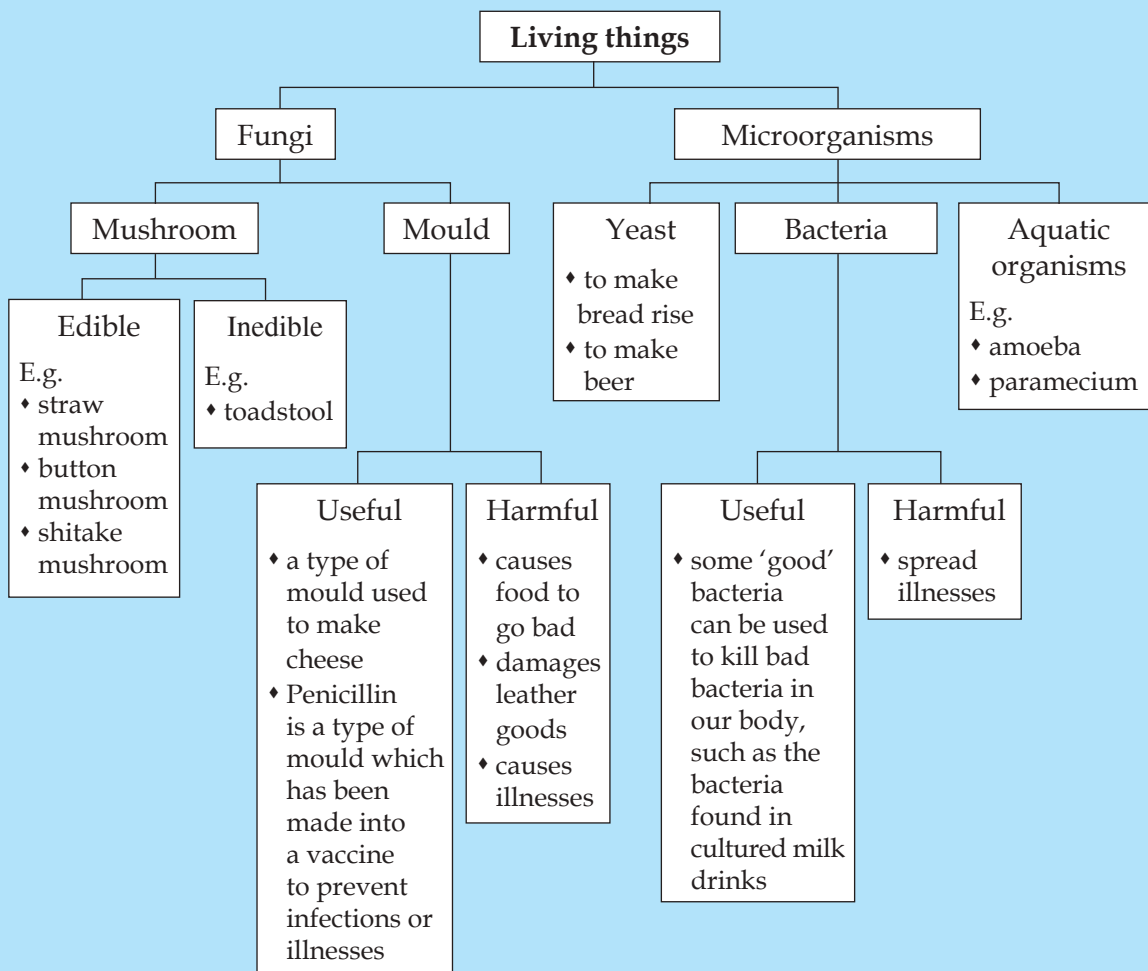 Living things
Fungi
Microorganisms
Mushroom
Mould
Yeast
♦ to make
bread rise
♦ to make
beer
Bacteria
Aquatic
organisms
E.g.
♦ amoeba
♦ paramecium
Edible
E.g.
♦ straw
mushroom
♦ button
mushroom
♦ shitake
mushroom
Inedible
E.g.
♦ toadstool
Useful
♦ a type of
mould used
to make
cheese
♦ Penicillin
is a type of
mould which
has been
made into
a vaccine
to prevent
infections or
illnesses
Harmful
♦ causes
food to
go bad
♦ damages
leather
goods
♦ causes
illnesses
Useful
♦ some ‘good’
bacteria
can be used
to kill bad
bacteria in
our body,
such as the
bacteria
found in
cultured milk
drinks
Harmful
♦ spread
illnesses